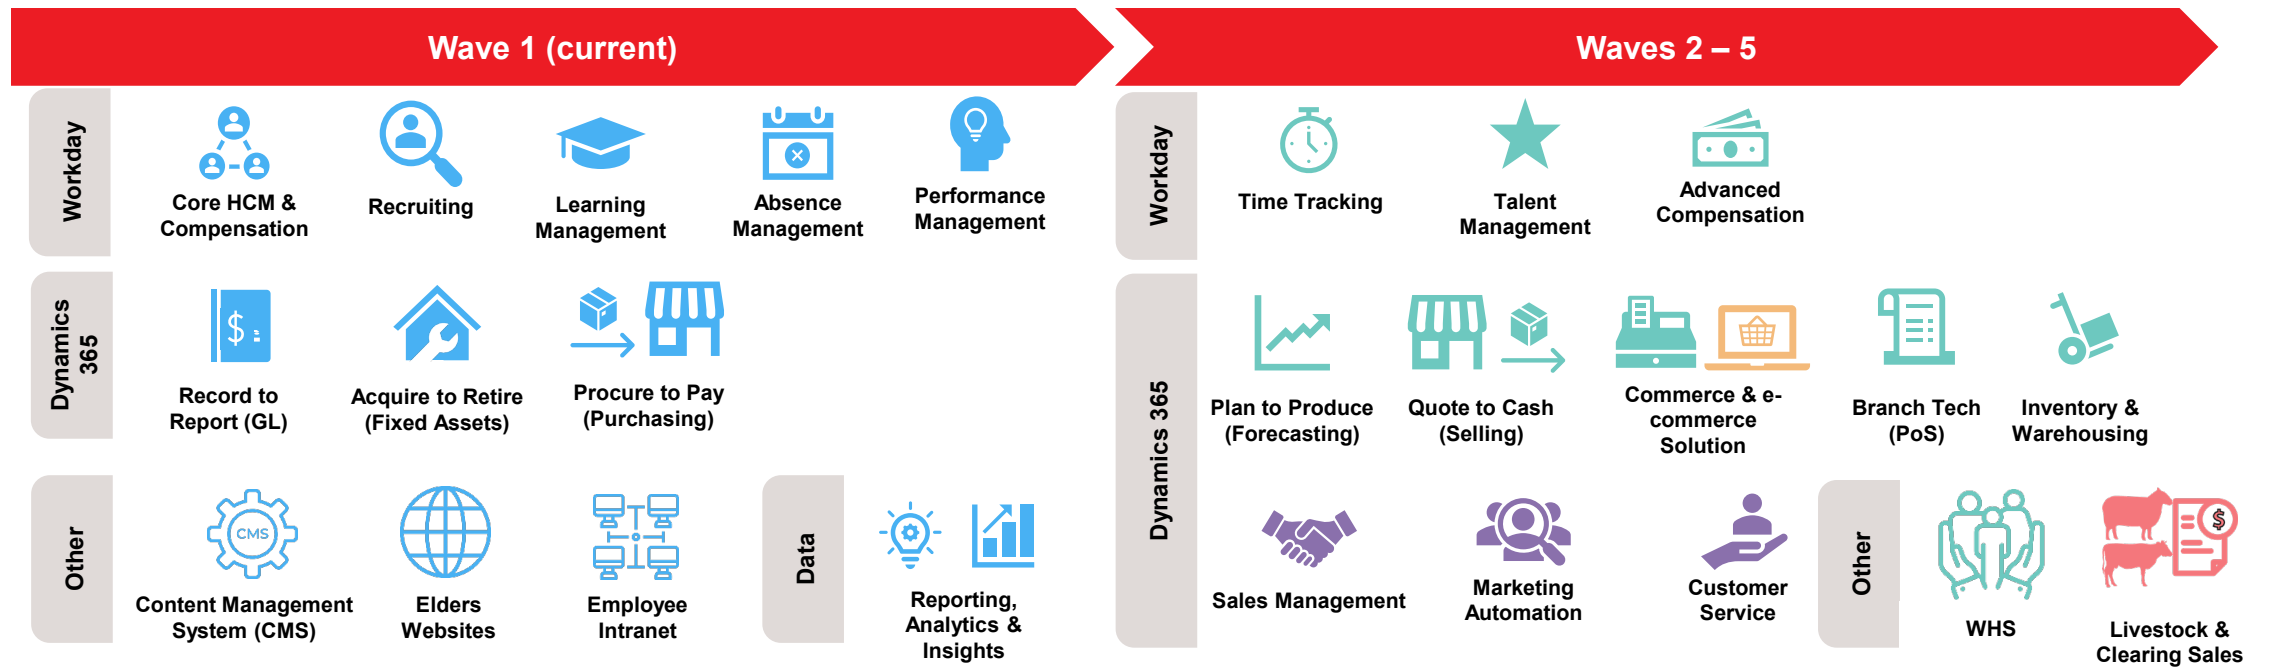 Wave 1 (current)
Waves 2 – 5
Workday
Core HCM &
Compensation
Recruiting
Learning
Management
Absence
Management
Performance
Management
Workday
Time Tracking
Talent
Management
Advanced
Compensation
Dynamics
365
$
Record to
Report (GL)
Acquire to Retire
(Fixed Assets)
Procure to Pay
(Purchasing)
Dynamics 365
Plan to Produce
(Forecasting)
Quote to Cash
(Selling)
Commerce & e-
commerce
Solution
Branch Tech
(PoS)
Inventory &
Warehousing
Other
CMS
Content Management
System (CMS)
Elders
Websites
Employee
Intranet
Data
Reporting,
Analytics &
Insights
Sales Management
Marketing
Automation
Customer
Service
Other
WHS
$
Livestock &
Clearing Sales